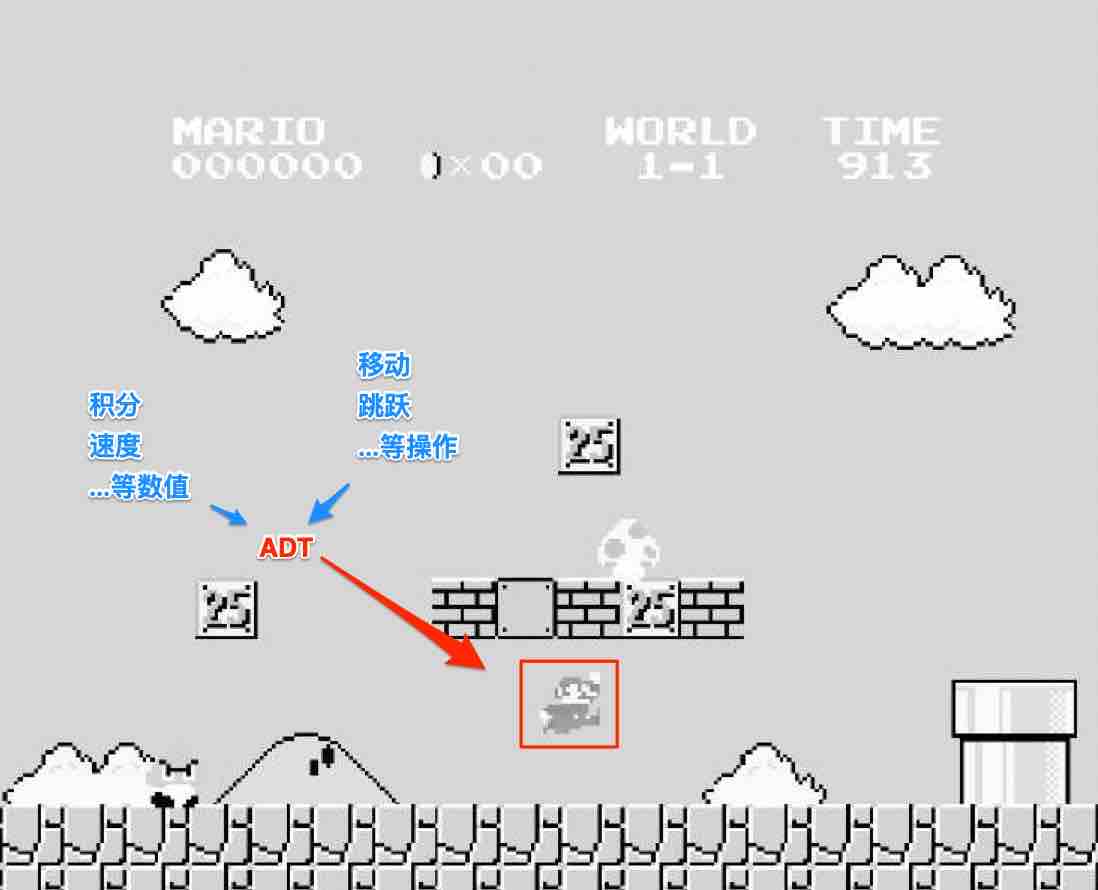 MARIO WORLD TIME
000000 ×00 1-1 913
移动
积分
跳跃
速度
...等操作
...等数值
25
ADT
25
25